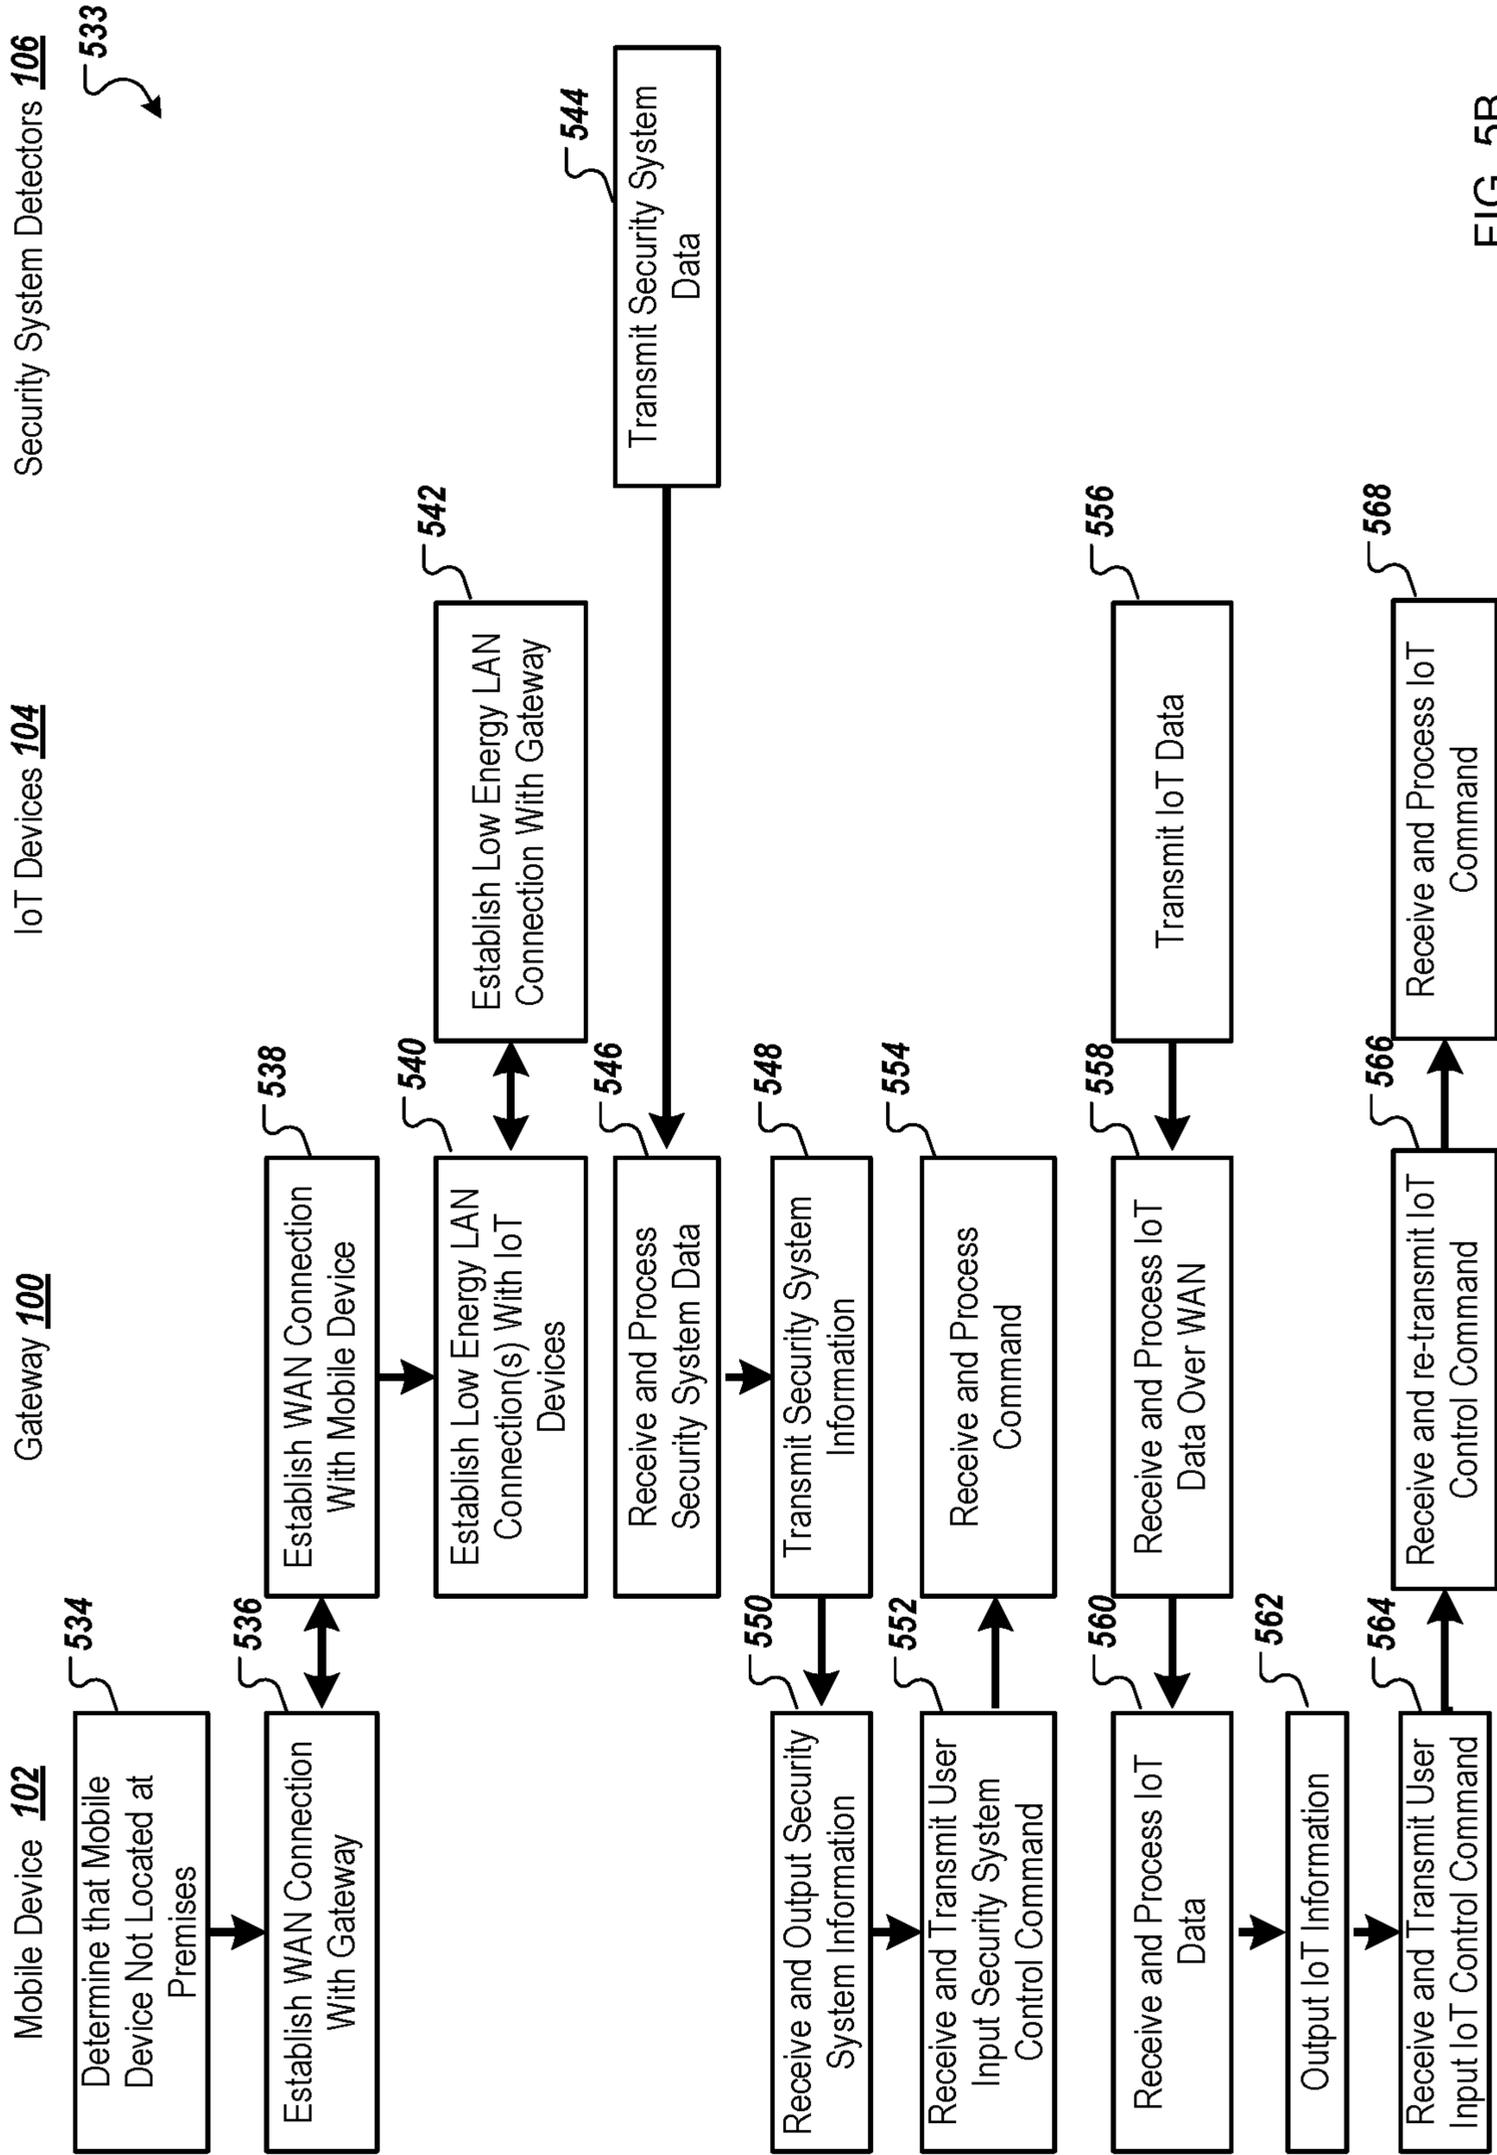 Mobile Device 102
Gateway 100
IoT Devices 104
Security System Detectors 106
533
534
Determine that Mobile
Device Not Located at
Premises
536
Establish WAN Connection
With Gateway
538
Establish WAN Connection
With Mobile Device
540
Establish Low Energy LAN
Connection(s) With IoT
Devices
542
Establish Low Energy LAN
Connection With Gateway
544
Transmit Security System
Data
546
Receive and Process
Security System Data
548
Transmit Security System
Information
550
Receive and Output Security
System Information
552
Receive and Transmit User
Input Security System
Control Command
554
Receive and Process
Command
556
Transmit IoT Data
558
Receive and Process IoT
Data Over WAN
560
Receive and Process IoT
Data
562
Output IoT Information
564
Receive and Transmit User
Input IoT Control Command
566
Receive and re-transmit IoT
Control Command
568
Receive and Process IoT
Command
FIG. 5B